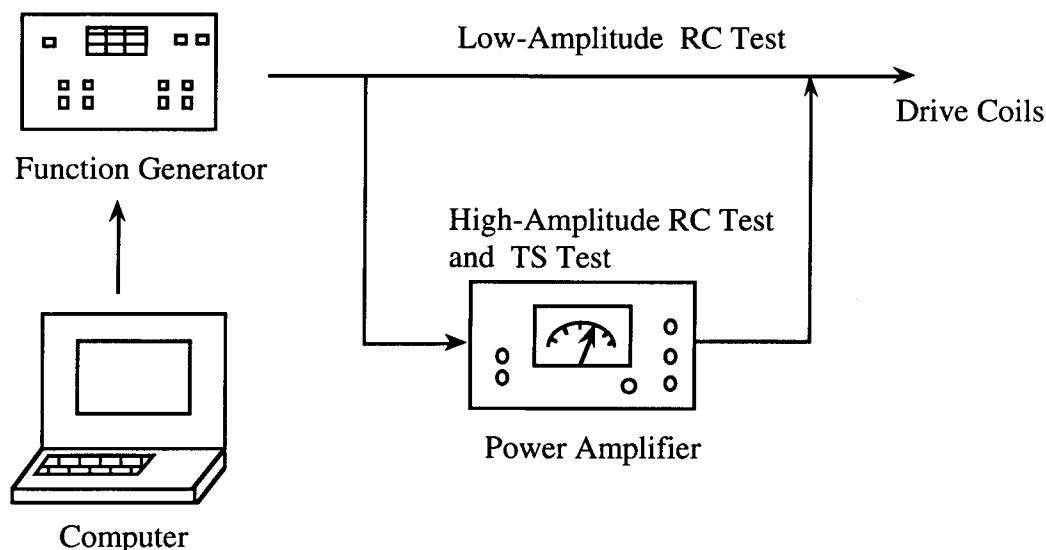 Low-Amplitude RC Test
Drive Coils
Function Generator
High-Amplitude RC Test
and TS Test
Power Amplifier
Computer